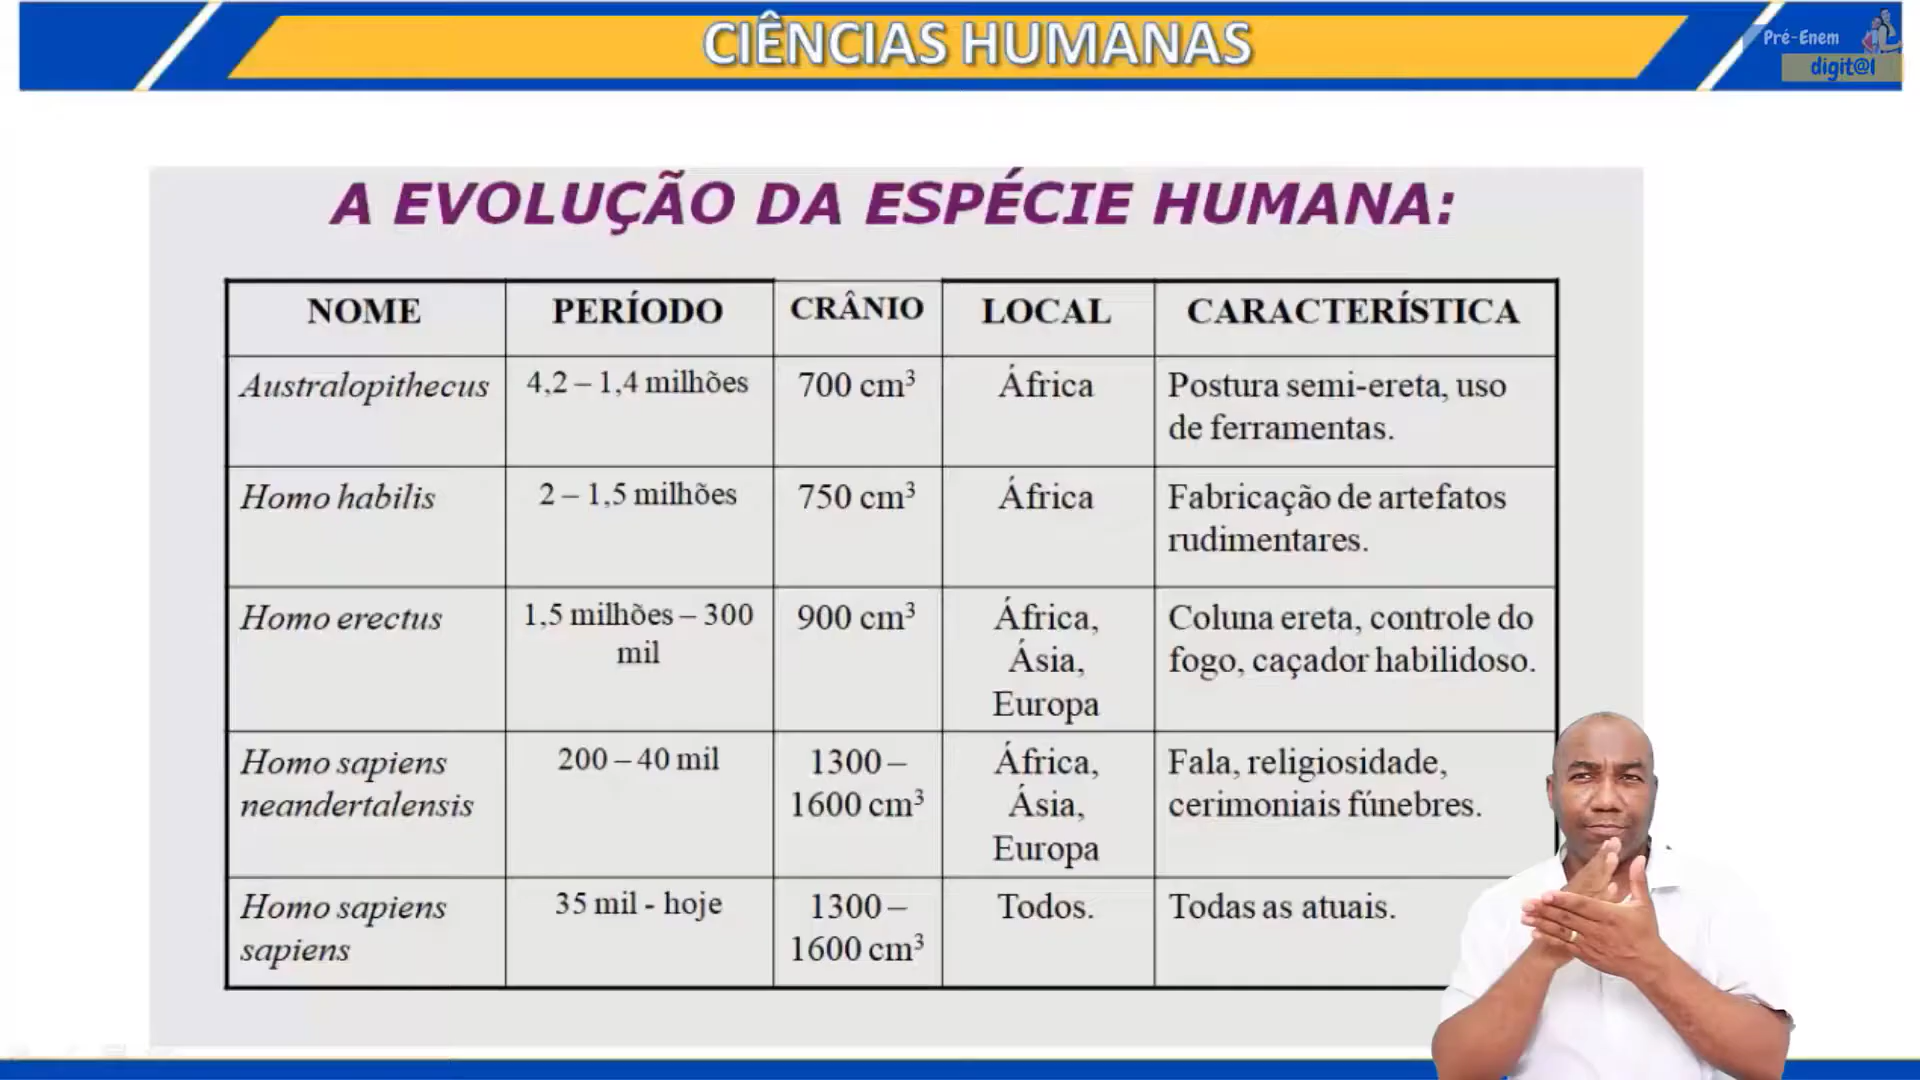 CIÊNCIAS HUMANAS
Pré-Enem
digit@l
A EVOLUÇÃO DA ESPÉCIE HUMANA:
NOME PERÍODO CRÂNIO LOCAL CARACTERÍSTICA
Australopithecus 4,2 – 1,4 milhões 700 cm³ África Postura semi-ereta, uso
de ferramentas.
Homo habilis 2 – 1,5 milhões 750 cm³ África Fabricação de artefatos
rudimentares.
Homo erectus 1,5 milhões – 300 900 cm³ África, Coluna ereta, controle do
mil Ásia, fogo, caçador habilidoso.
Europa
Homo sapiens 200 – 40 mil 1300 – África, Fala, religiosidade,
neandertalensis 1600 cm³ Ásia, cerimoniais fúnebres.
Europa
Homo sapiens 35 mil - hoje 1300 – Todos. Todas as atuais.
sapiens 1600 cm³